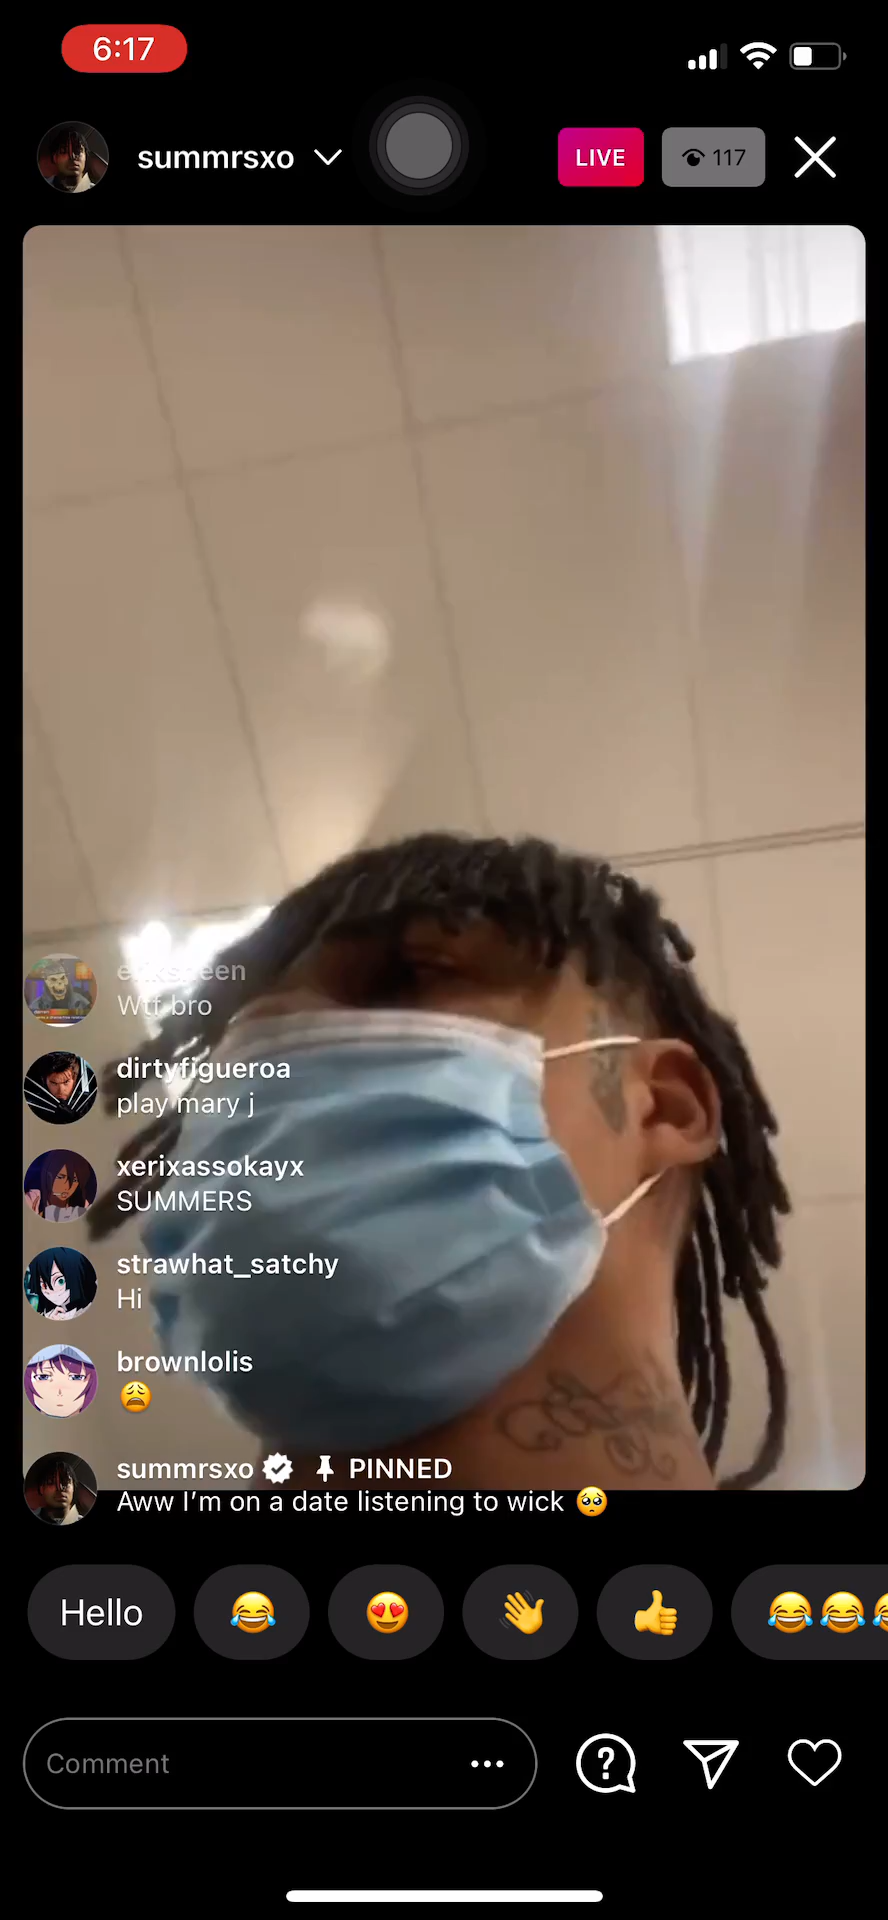 6:17
summrsxo
LIVE
117
eriksheen
Wtf bro
dirtyfigueroa
play mary j
xerixassokayx
SUMMERS
strawhat_satchy
Hi
brownlolis
😩
summrsxo PINNED
Aww I’m on a date listening to wick 🥺
Hello 😂 😍 👋 👍 😂😂😂
Comment